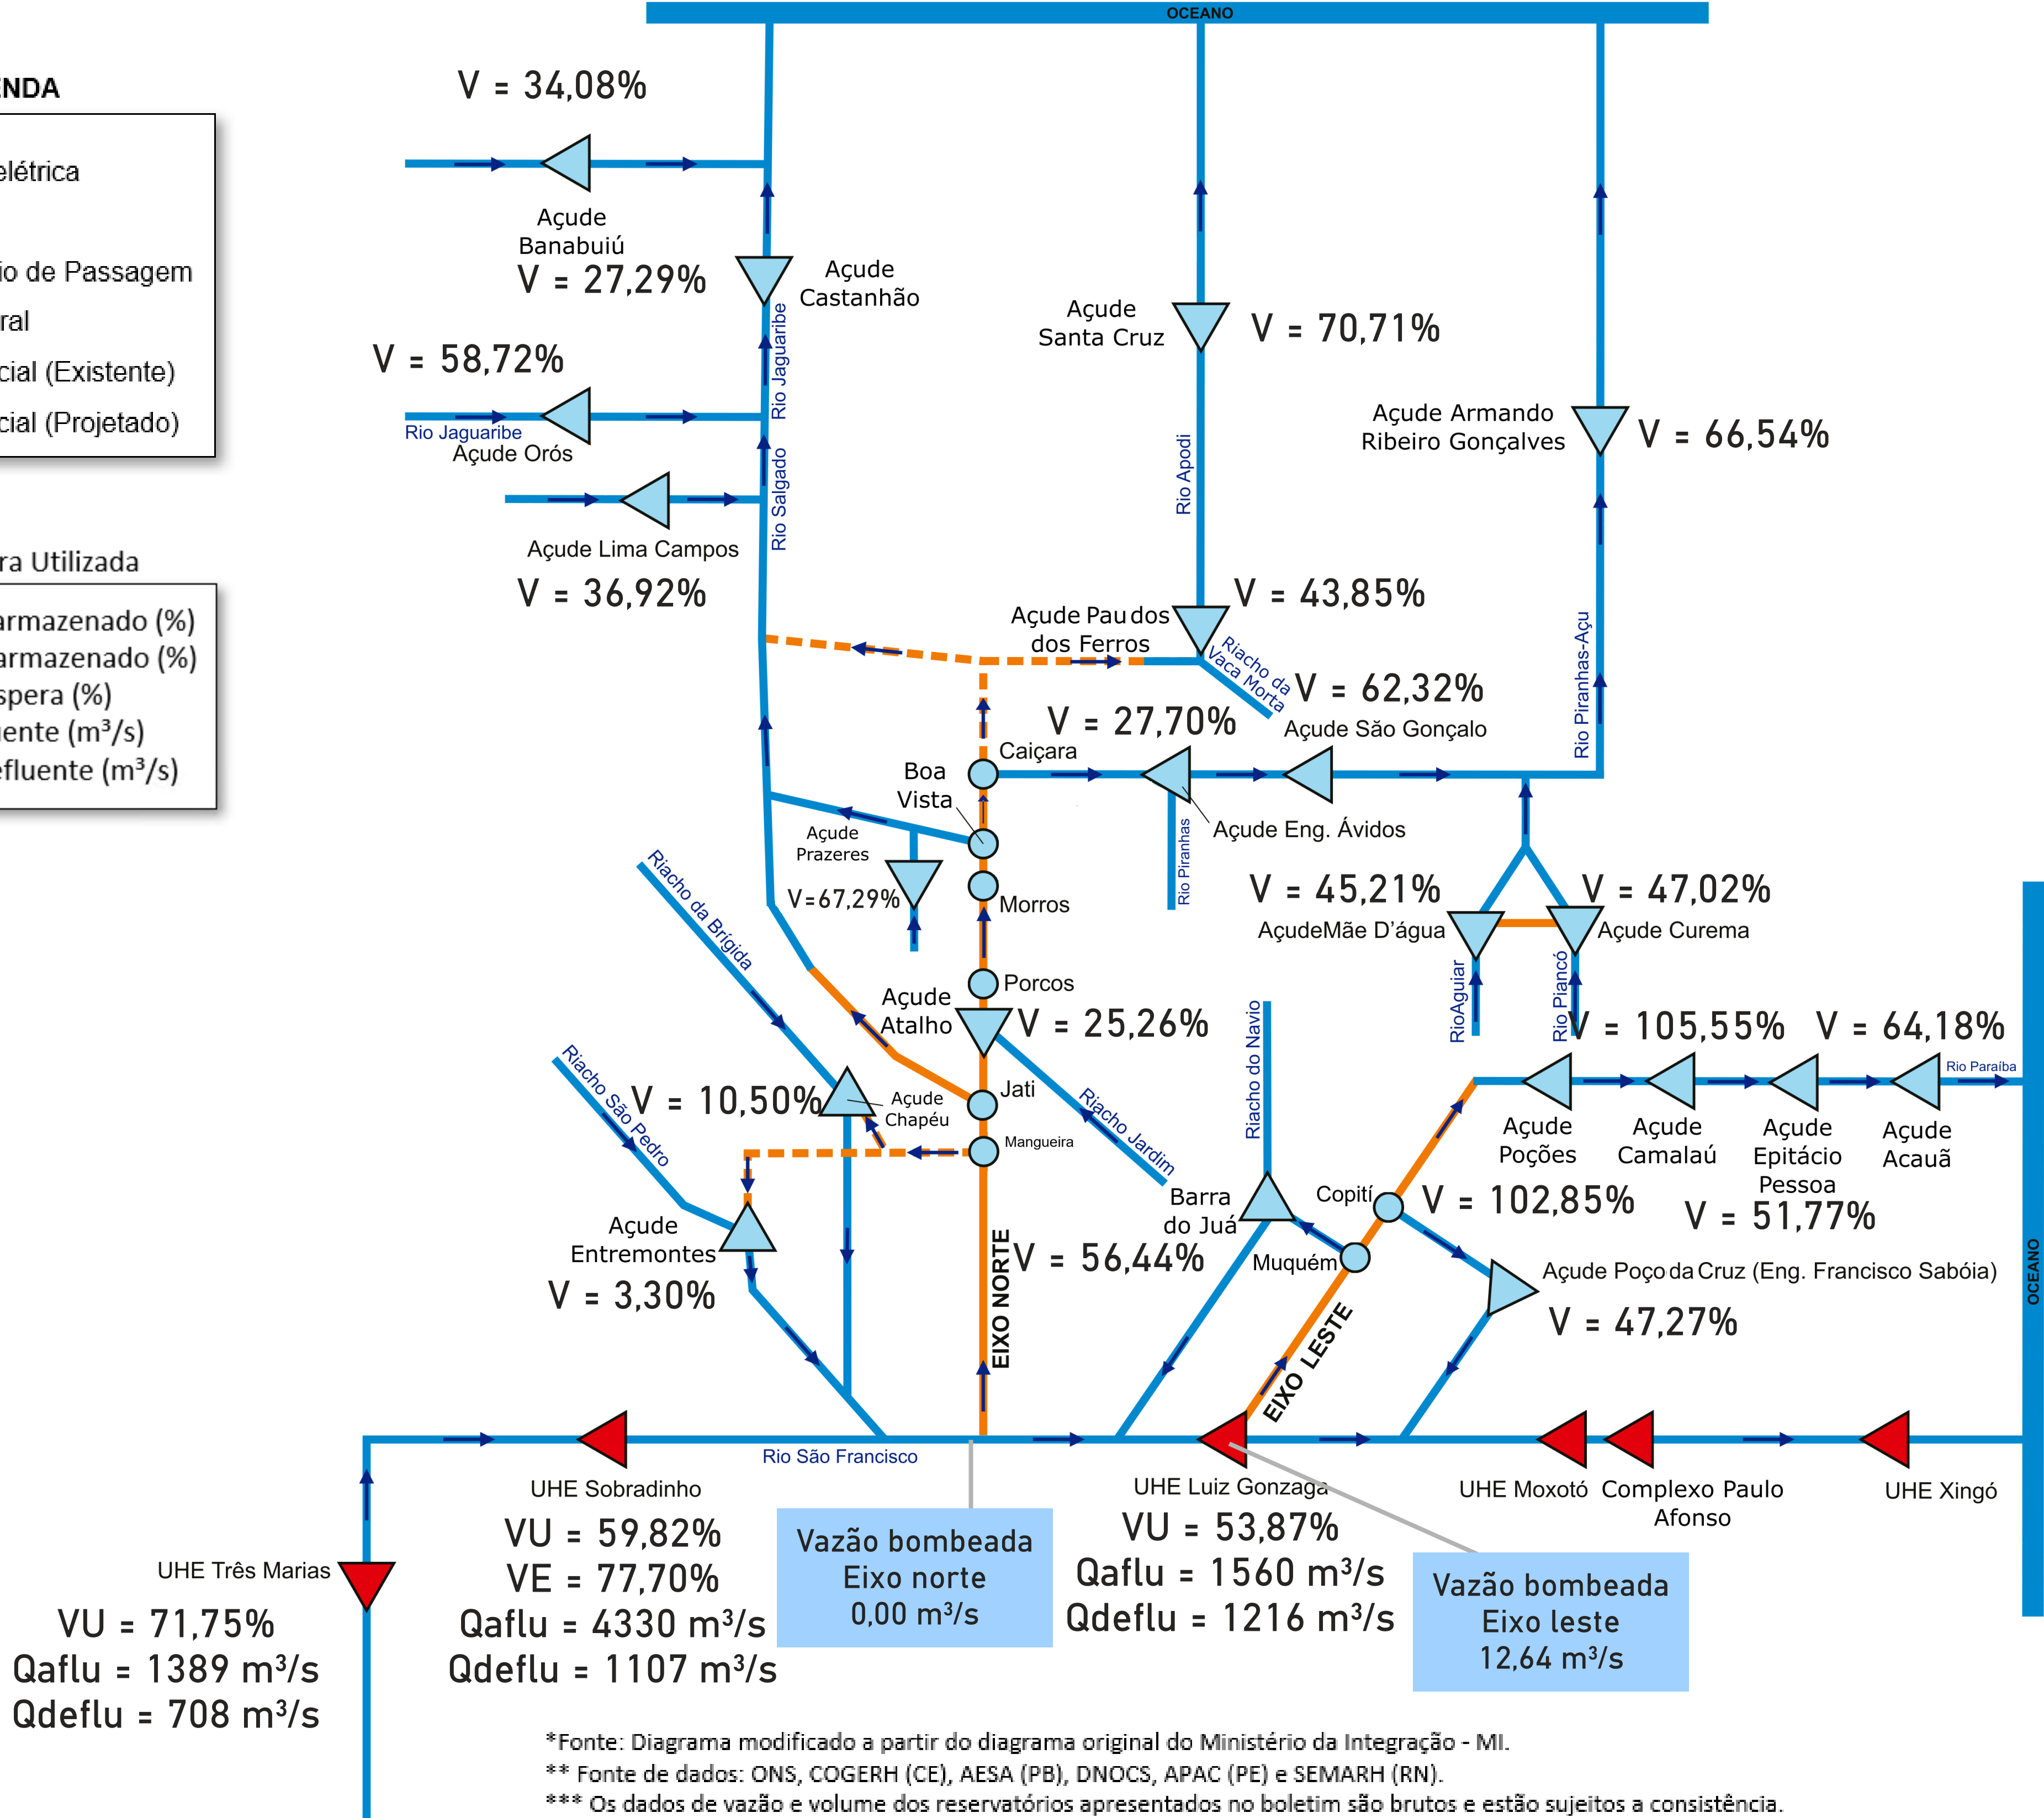 OCEANO
V = 34,08%
ENDA
elétrica
io de Passagem
ral
cial (Existente)
cial (Projetado)
Açude
Banabuiú
V = 27,29%
Açude
Castanhão
Rio Jaguaribe
Açude
Santa Cruz
V = 70,71%
V = 58,72%
Rio Jaguaribe
Açude Orós
Açude Armando
Ribeiro Gonçalves
V = 66,54%
Rio Apodi
Rio Salgado
Açude Lima Campos
V = 36,92%
ra Utilizada
armazenado (%)
armazenado (%)
spera (%)
uente (m³/s)
efluente (m³/s)
V = 43,85%
Açude Pau dos
dos Ferros
Riacho da
Vaca Morta
Rio Piranhas-Açu
V = 62,32%
V = 27,70%
Açude São Gonçalo
Caiçara
Boa
Vista
Açude Eng. Ávidos
Rio Piranhas
Açude
Prazeres
V=67,29%
Morros
Riacho da Brígida
V = 45,21%
V = 47,02%
AçudeMãe D'água
Açude Curema
RioAguiar
Rio Piancó
Porcos
Açude
Atalho
V = 25,26%
Riacho do Navio
V = 105,55%
V = 64,18%
Rio Paraíba
Riacho São Pedro
V = 10,50%
Açude
Chapéu
Jati
Mangueira
Riacho Jardim
Açude
Poções
Açude
Camalaú
Açude
Epitácio
Pessoa
Açude
Acauã
V = 102,85%
V = 51,77%
Barra
do Juá
Copití
Muquém
V = 56,44%
Açude
Entremontes
V = 3,30%
EIXO NORTE
EIXO LESTE
Açude Poço da Cruz (Eng. Francisco Sabóia)
V = 47,27%
OCEANO
Rio São Francisco
UHE Sobradinho
VU = 59,82%
VE = 77,70%
Qaflu = 4330 m³/s
Qdeflu = 1107 m³/s
Vazão bombeada
Eixo norte
0,00 m³/s
UHE Luiz Gonzaga
VU = 53,87%
Qaflu = 1560 m³/s
Qdeflu = 1216 m³/s
Vazão bombeada
Eixo leste
12,64 m³/s
UHE Moxotó
Complexo Paulo
Afonso
UHE Xingó
UHE Três Marias
VU = 71,75%
Qaflu = 1389 m³/s
Qdeflu = 708 m³/s
*Fonte: Diagrama modificado a partir do diagrama original do Ministério da Integração - MI.
** Fonte de dados: ONS, COGERH (CE), AESA (PB), DNOCS, APAC (PE) e SEMARH (RN).
*** Os dados de vazão e volume dos reservatórios apresentados no boletim são brutos e estão sujeitos a consistência.